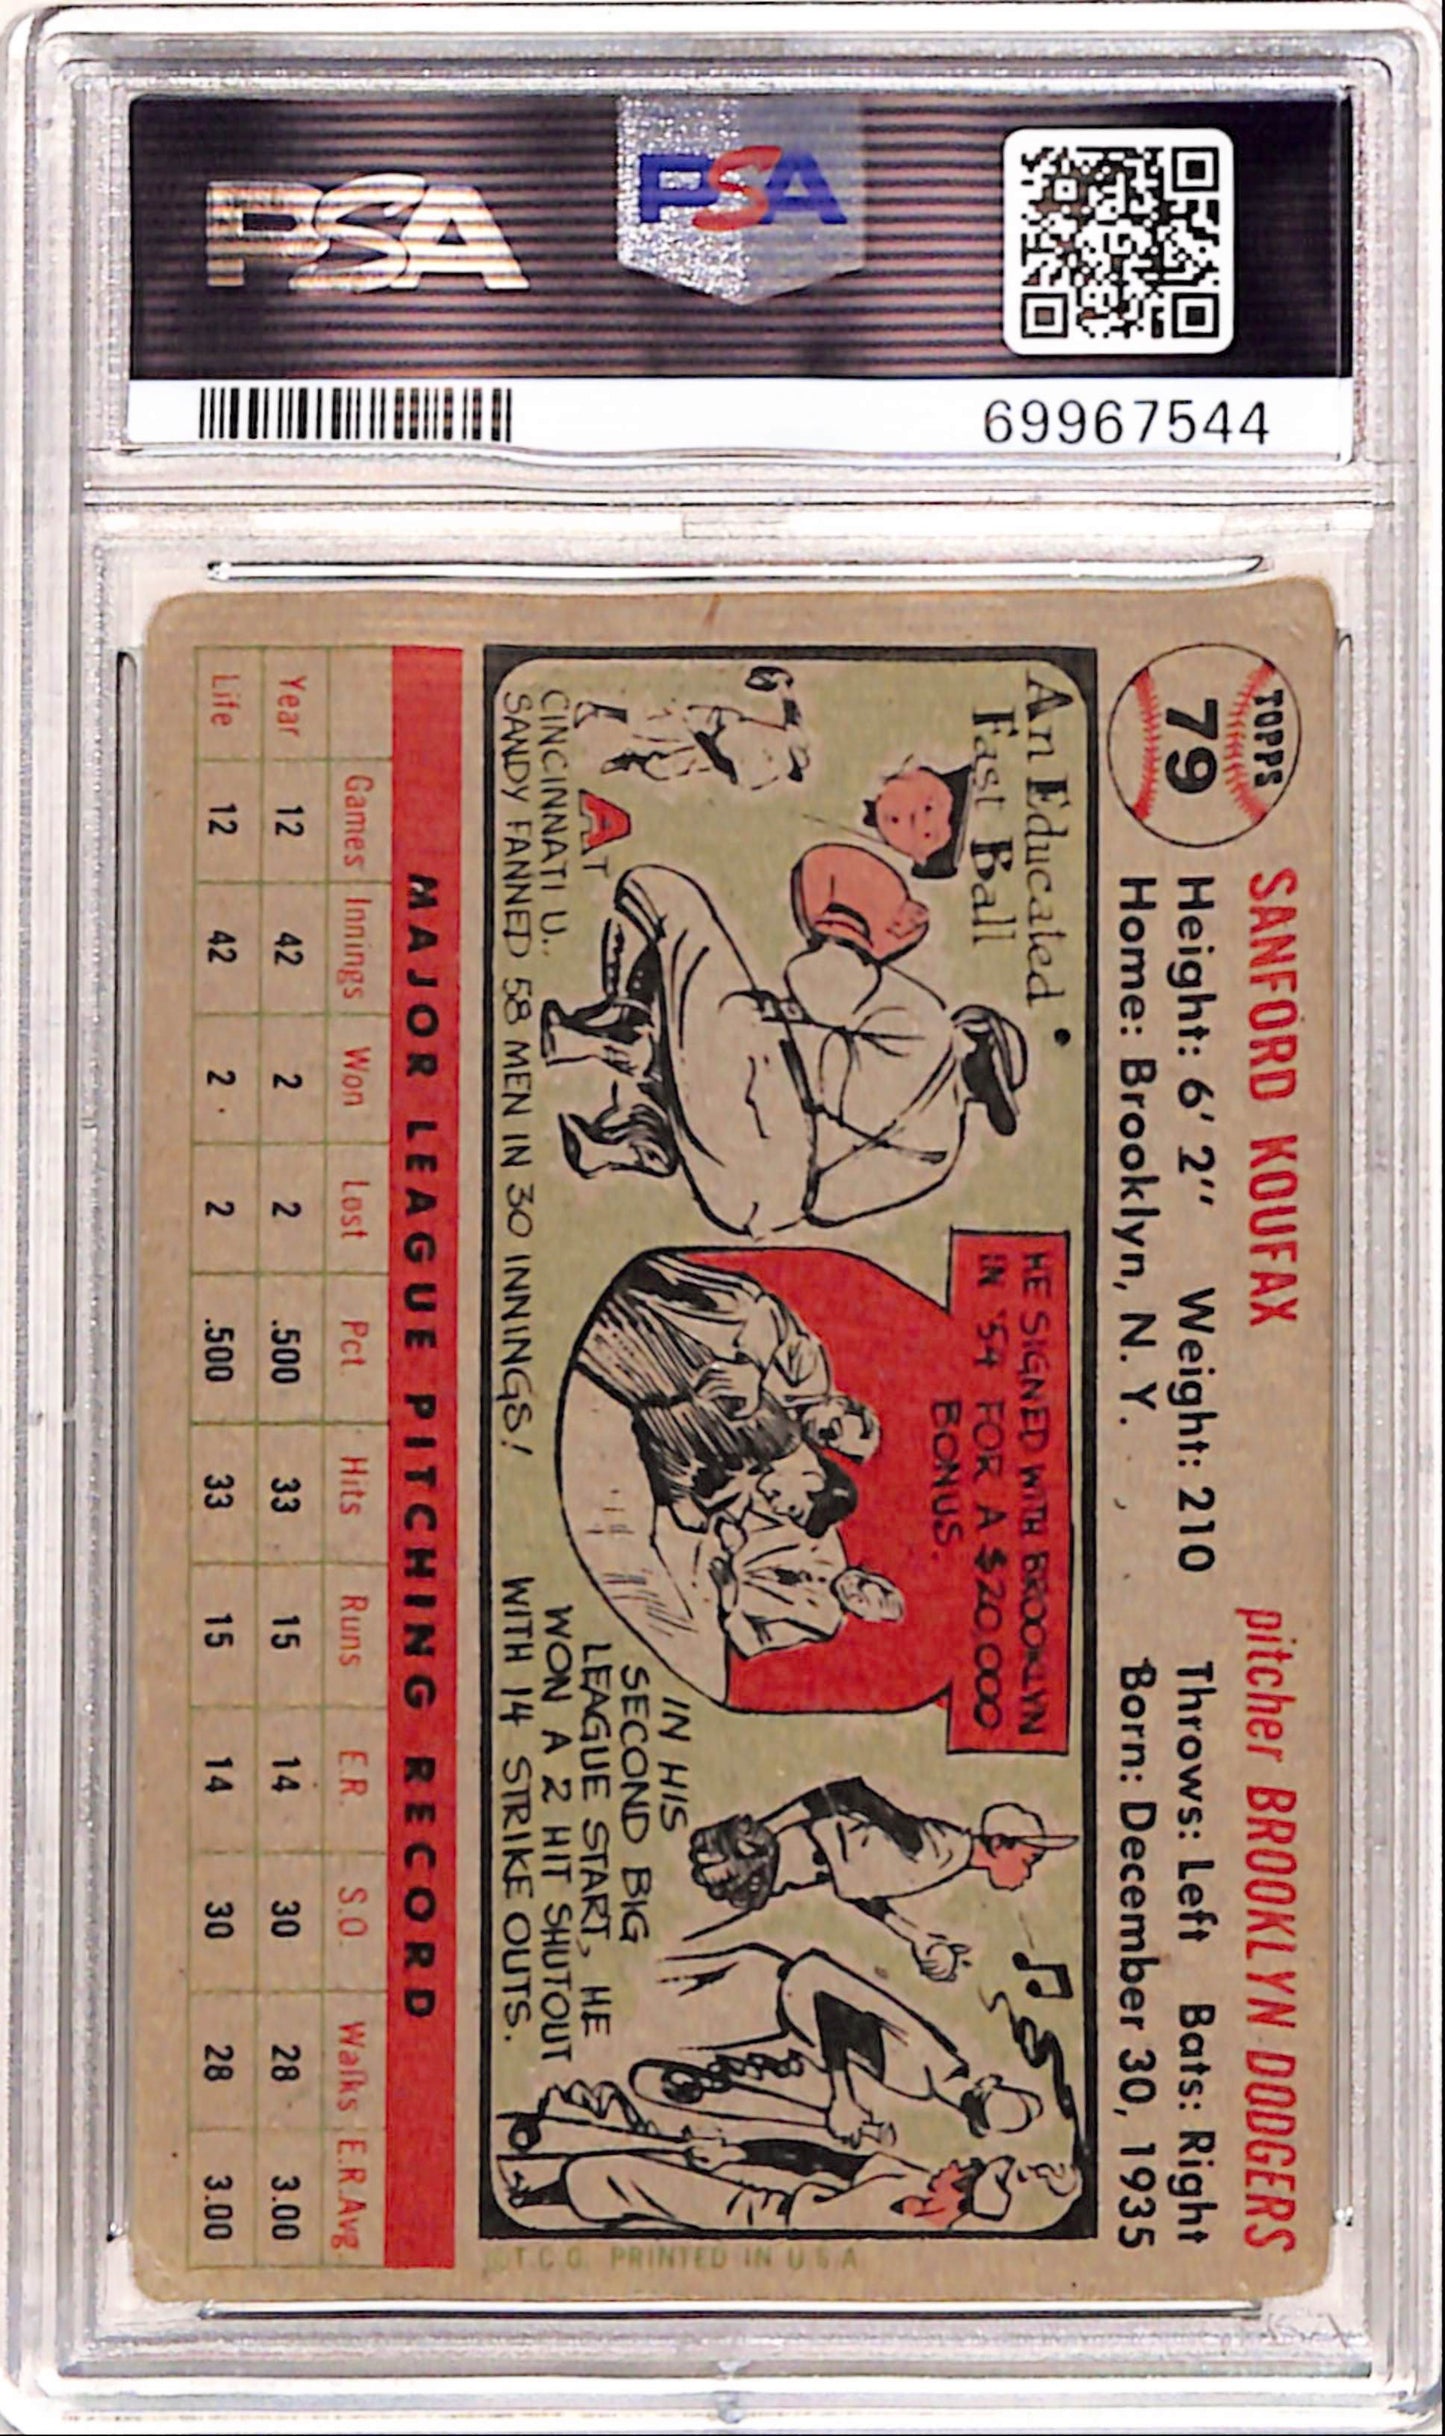 PSA
PSA
69967544
TOPPS
79
SANFORD KOUFAX pitcher BROOKLYN DODGERS
Height: 6' 2" Weight: 210 Throws: Left Bats: Right
Home: Brooklyn, N. Y. Born: December 30, 1935
An Educated
Fast Ball
AT
CINCINNATI U..
SANDY FANNED 58 MEN IN 30 INNINGS!
HE SIGNED WITH BROOKLYN
IN '54 FOR A $20,000
BONUS.
IN HIS
SECOND BIG
LEAGUE START, HE
WON A 2 HIT SHUTOUT
WITH 14 STRIKE OUTS.
MAJOR LEAGUE PITCHING RECORD
Games Innings Won Lost Pct. Hits Runs E.R. S.O. Walks E.R.Avg.
Year 12 42 2 2 .500 33 15 14 30 28 3.00
Life 12 42 2 2 .500 33 15 14 30 28 3.00
©T.C.G. PRINTED IN U.S.A.